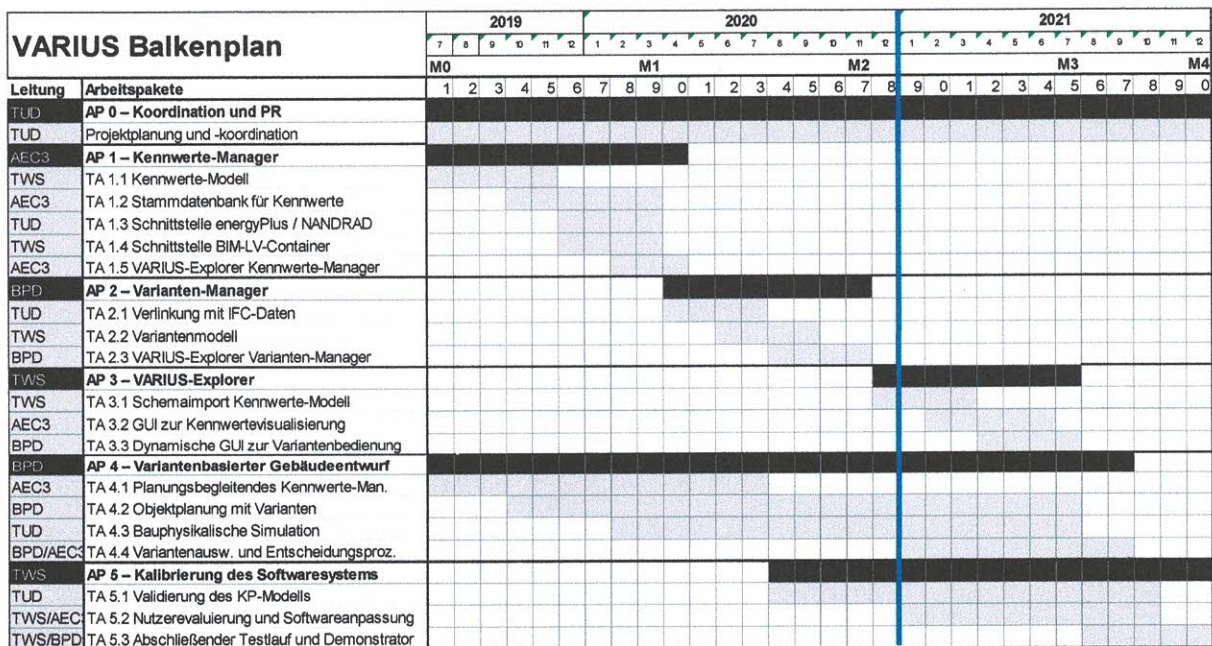 2019 2020 2021
VARIUS Balkenplan
7 8 9 10 11 12 1 2 3 4 5 6 7 8 9 10 11 12 1 2 3 4 5 6 7 8 9 10 11 12
M0 M1 M2 M3 M4
Leitung Arbeitspakete 1 2 3 4 5 6 7 8 9 0 1 2 3 4 5 6 7 8 9 0 1 2 3 4 5 6 7 8 9 0
TUD AP 0 – Koordination und PR
TUD Projektplanung und -koordination
AEC3 AP 1 – Kennwerte-Manager
TWS TA 1.1 Kennwerte-Modell
AEC3 TA 1.2 Stammdatenbank für Kennwerte
TUD TA 1.3 Schnittstelle energyPlus / NANDRAD
TWS TA 1.4 Schnittstelle BIM-LV-Container
AEC3 TA 1.5 VARIUS-Explorer Kennwerte-Manager
BPD AP 2 – Varianten-Manager
TUD TA 2.1 Verlinkung mit IFC-Daten
TWS TA 2.2 Variantenmodell
BPD TA 2.3 VARIUS-Explorer Varianten-Manager
TWS AP 3 – VARIUS-Explorer
TWS TA 3.1 Schemaimport Kennwerte-Modell
AEC3 TA 3.2 GUI zur Kennwertevisualisierung
BPD TA 3.3 Dynamische GUI zur Variantenbedienung
BPD AP 4 – Variantenbasierter Gebäudeentwurf
AEC3 TA 4.1 Planungsbegleitendes Kennwerte-Man.
BPD TA 4.2 Objektplanung mit Varianten
TUD TA 4.3 Bauphysikalische Simulation
BPD/AEC3 TA 4.4 Variantenausw. und Entscheidungsproz.
TWS AP 5 – Kalibrierung des Softwaresystems
TUD TA 5.1 Validierung des KP-Modells
TWS/AEC TA 5.2 Nutzerevaluierung und Softwareanpassung
TWS/BPD TA 5.3 Abschließender Testlauf und Demonstrator